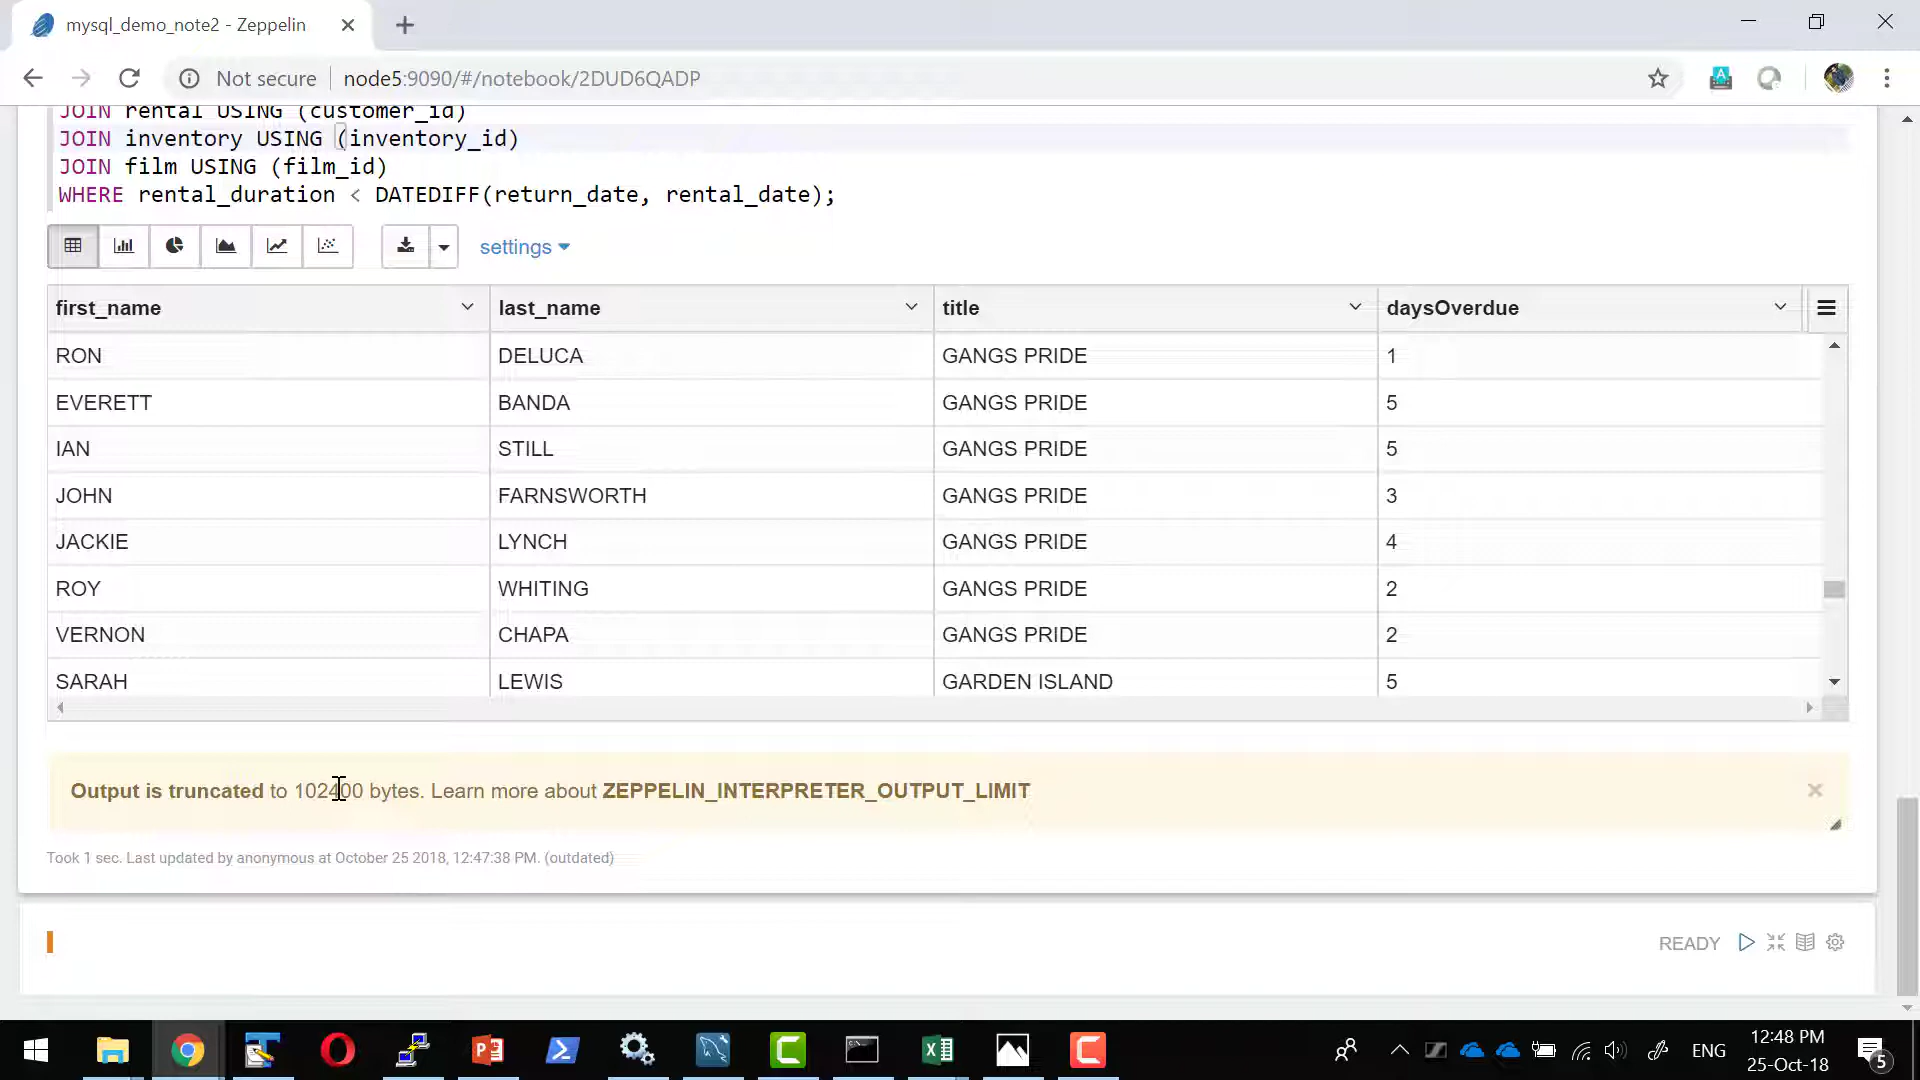 mysql_demo_note2 - Zeppelin
Not secure
node5:9090/#/notebook/2DUD6QADP
JOIN rental USING (customer_id)
JOIN inventory USING (inventory_id)
JOIN film USING (film_id)
WHERE rental_duration < DATEDIFF(return_date, rental_date);
settings
first_name last_name title daysOverdue
RON DELUCA GANGS PRIDE 1
EVERETT BANDA GANGS PRIDE 5
IAN STILL GANGS PRIDE 5
JOHN FARNSWORTH GANGS PRIDE 3
JACKIE LYNCH GANGS PRIDE 4
ROY WHITING GANGS PRIDE 2
VERNON CHAPA GANGS PRIDE 2
SARAH LEWIS GARDEN ISLAND 5
Output is truncated to 102400 bytes. Learn more about ZEPPELIN_INTERPRETER_OUTPUT_LIMIT
Took 1 sec. Last updated by anonymous at October 25 2018, 12:47:38 PM. (outdated)
READY
ENG
12:48 PM
25-Oct-18
5